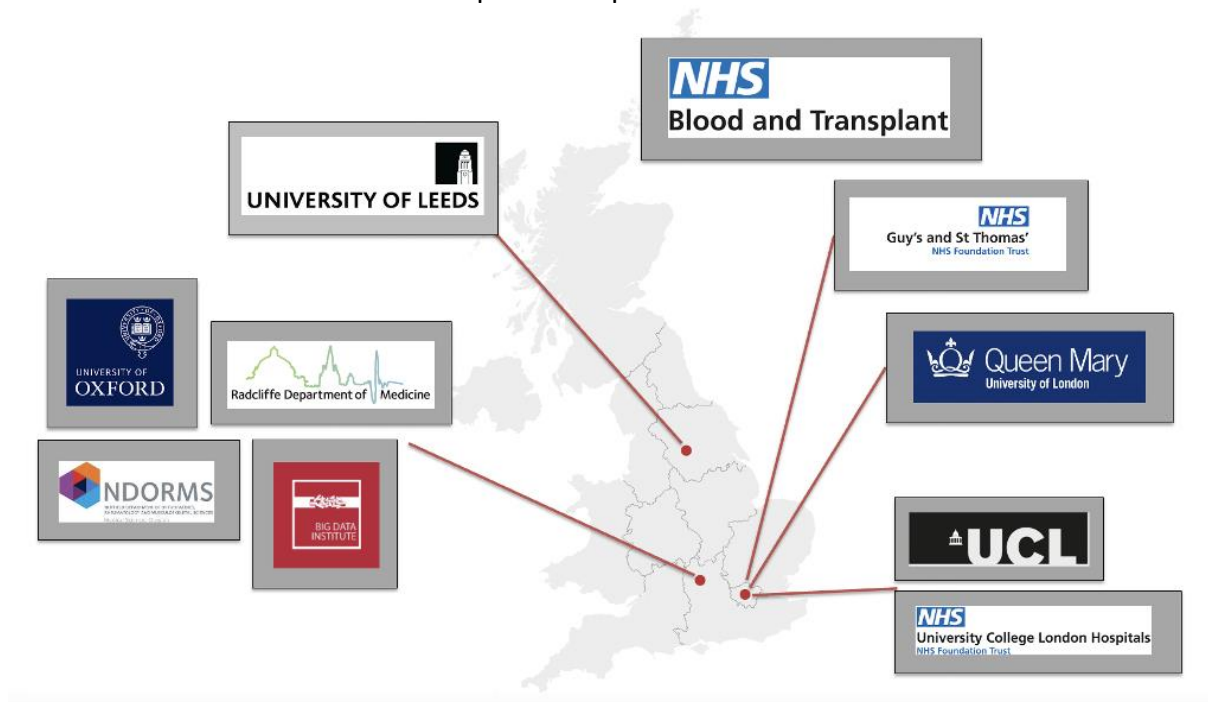 NHS
Blood and Transplant
UNIVERSITY OF LEEDS
NHS
Guy's and St Thomas'
NHS Foundation Trust
UNIVERSITY OF
OXFORD
Radcliffe Department of Medicine
Queen Mary
University of London
NDORMS
BIG DATA
INSTITUTE
UCL
NHS
University College London Hospitals
NHS Foundation Trust